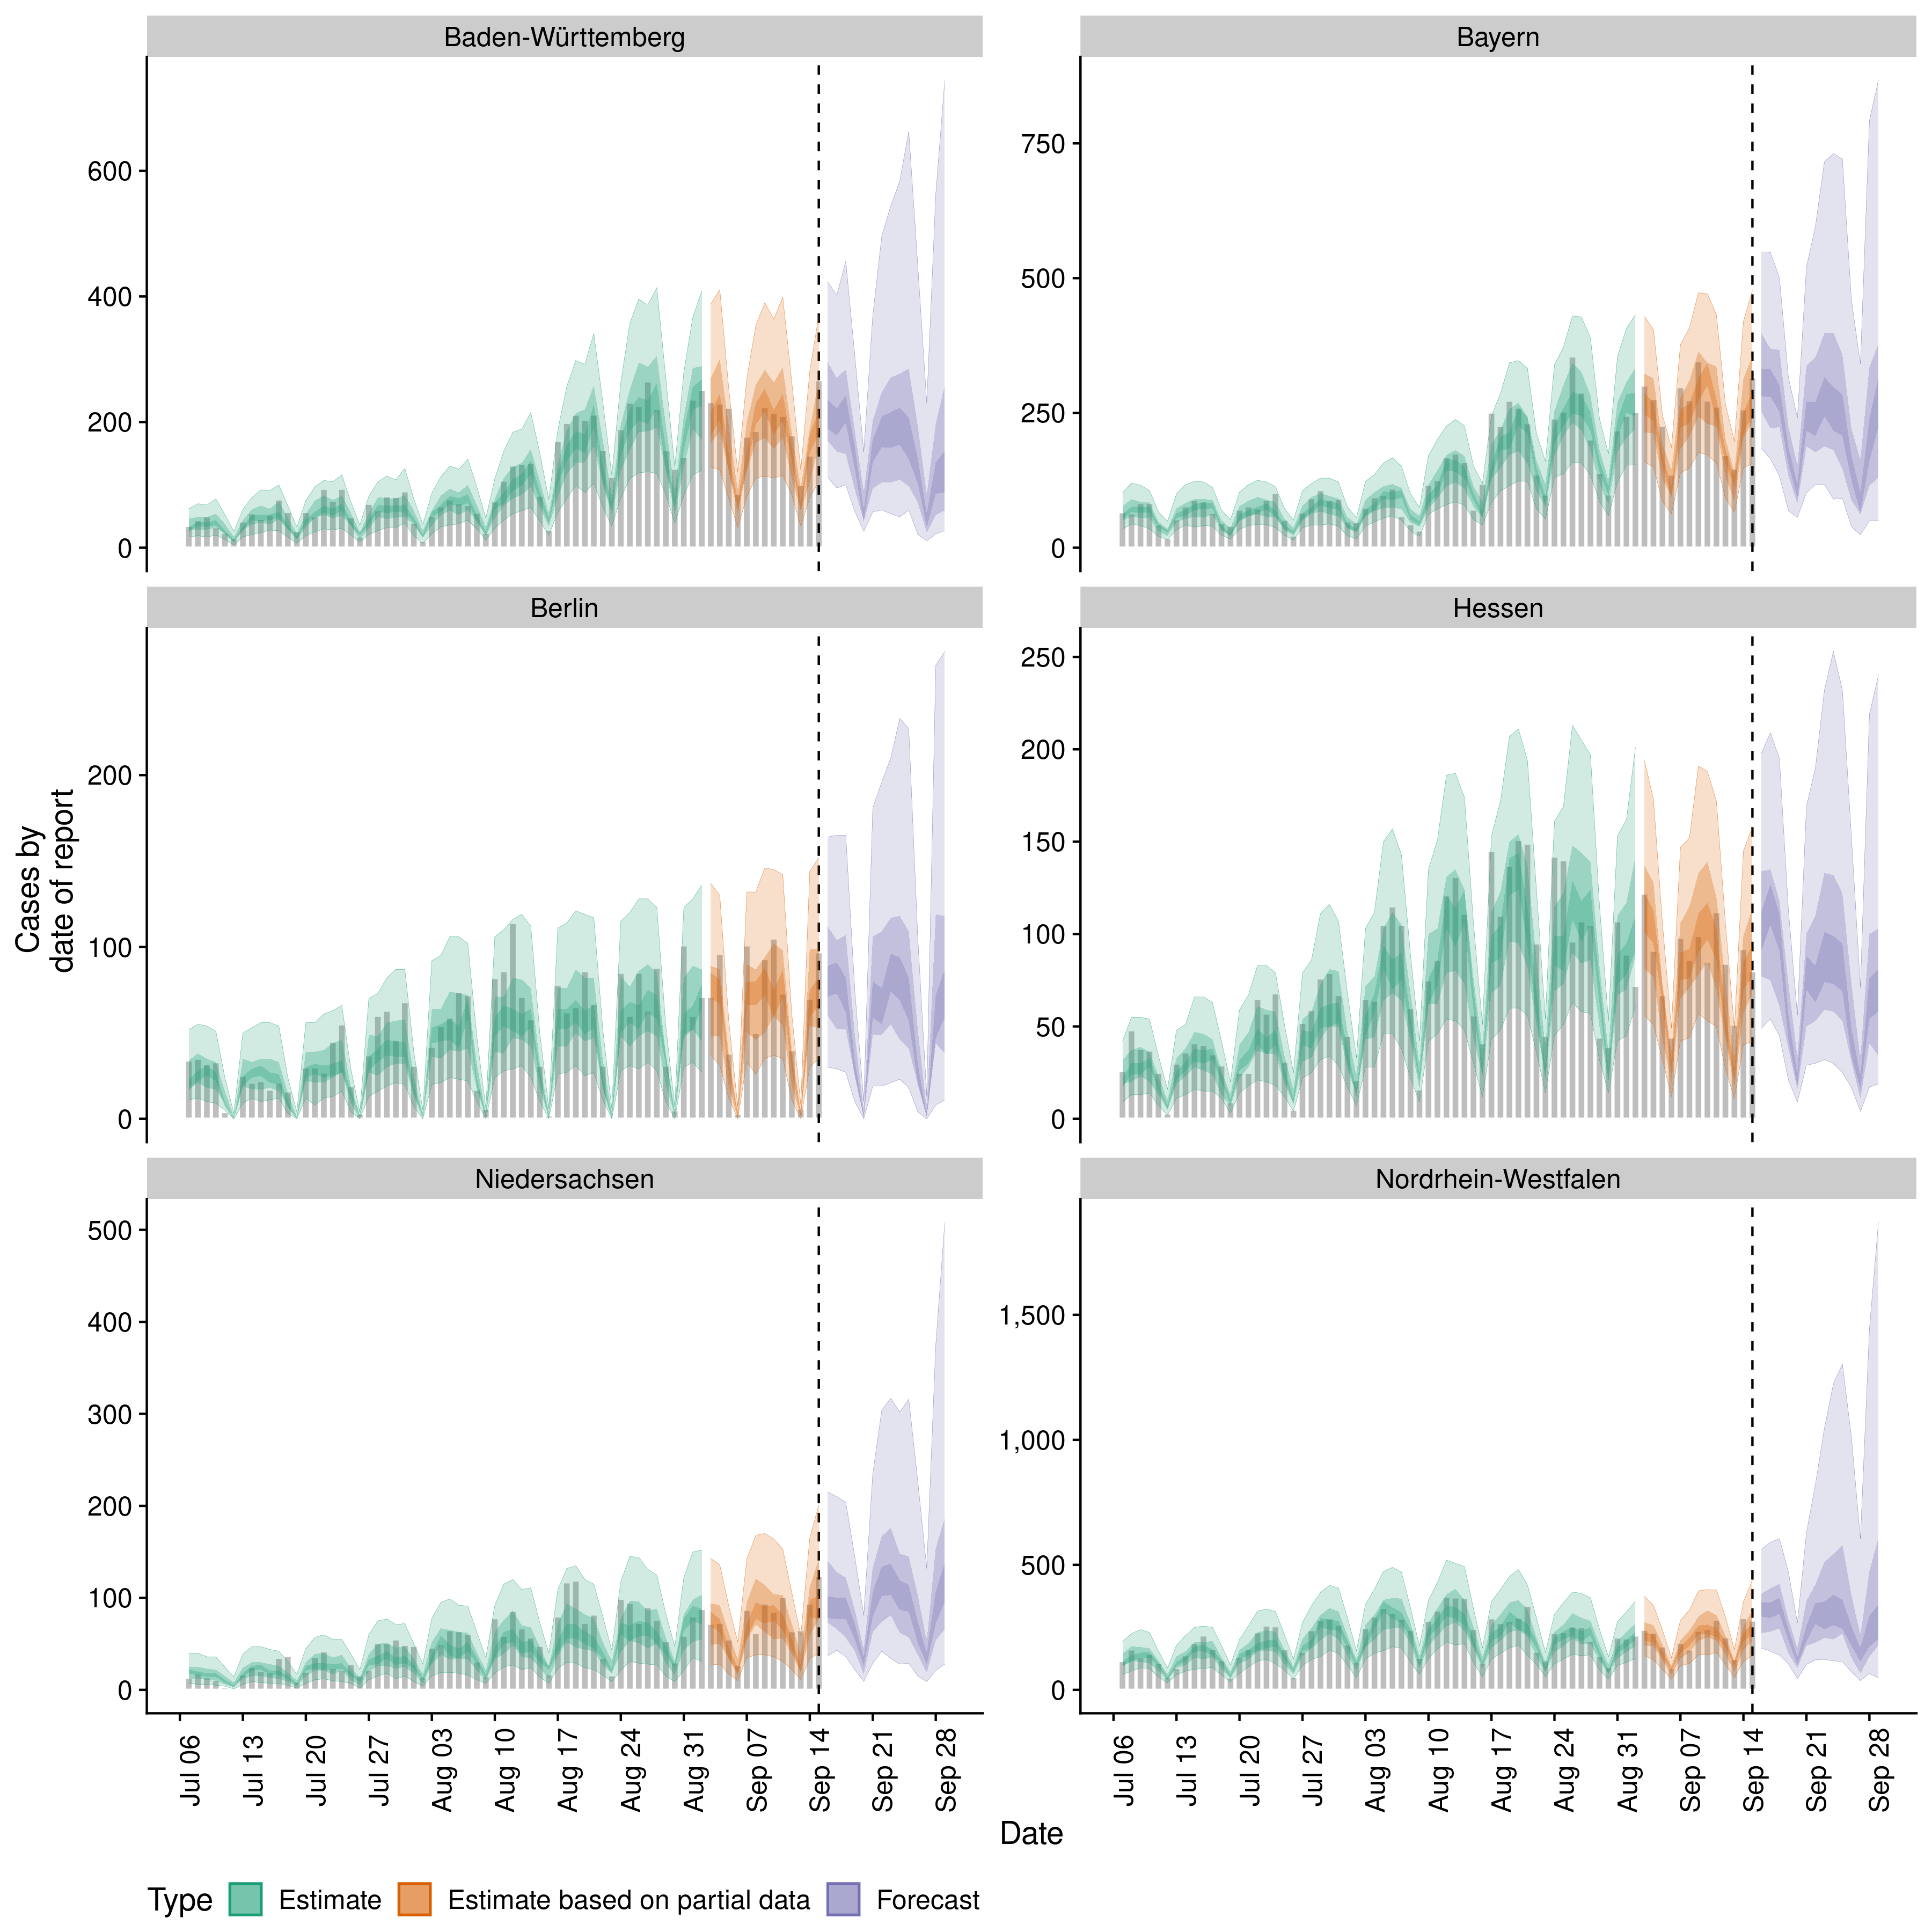 Baden-Württemberg
Bayern
600
400
200
0
750
500
250
0
Berlin
Hessen
200
100
0
250
200
150
100
50
0
Cases by
date of report
Niedersachsen
Nordrhein-Westfalen
500
400
300
200
100
0
1,500
1,000
500
0
Jul 06
Jul 13
Jul 20
Jul 27
Aug 03
Aug 10
Aug 17
Aug 24
Aug 31
Sep 07
Sep 14
Sep 21
Sep 28
Jul 06
Jul 13
Jul 20
Jul 27
Aug 03
Aug 10
Aug 17
Aug 24
Aug 31
Sep 07
Sep 14
Sep 21
Sep 28
Date
Type Estimate Estimate based on partial data Forecast